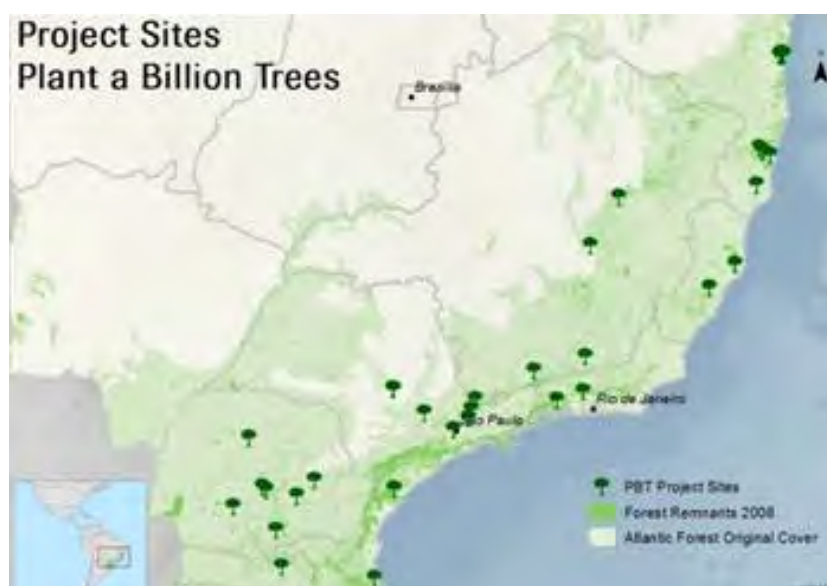 Project Sites
Plant a Billion Trees
Brasilia
Rio de Janeiro
Paulo
PBT Project Sites
Forest Remnants 2008
Atlantic Forest Original Cover